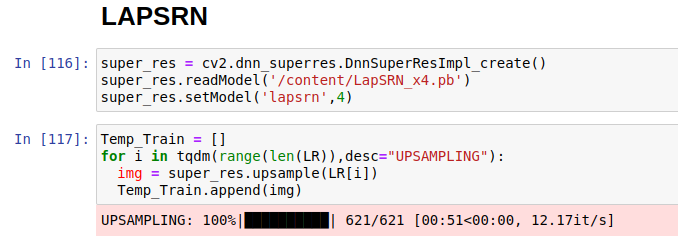 LAPSRN
In [116]: super_res = cv2.dnn_superres.DnnSuperResImpl_create()
super_res.readModel('/content/LapSRN_x4.pb')
super_res.setModel('lapsrn',4)
In [117]: Temp_Train = []
for i in tqdm(range(len(LR)),desc="UPSAMPLING"):
  img = super_res.upsample(LR[i])
  Temp_Train.append(img)
UPSAMPLING: 100%|██████████| 621/621 [00:51<00:00, 12.17it/s]